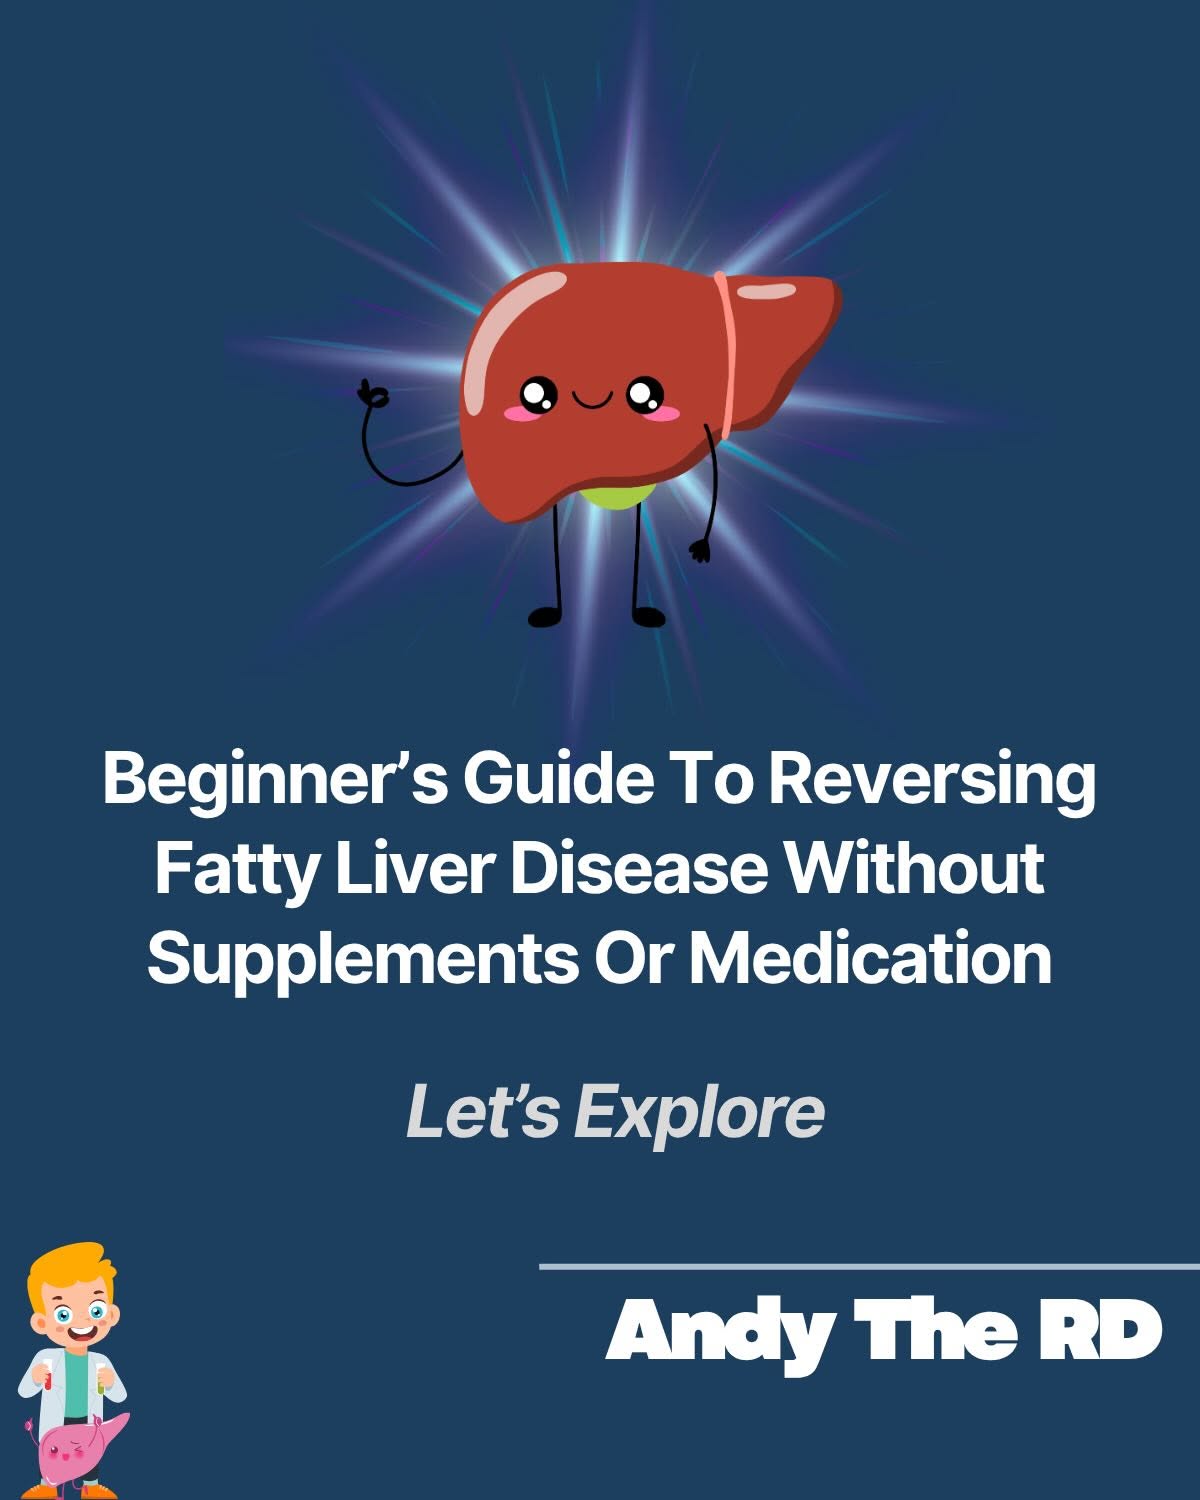 Beginner’s Guide To Reversing
Fatty Liver Disease Without
Supplements Or Medication
Let’s Explore
Andy The RD